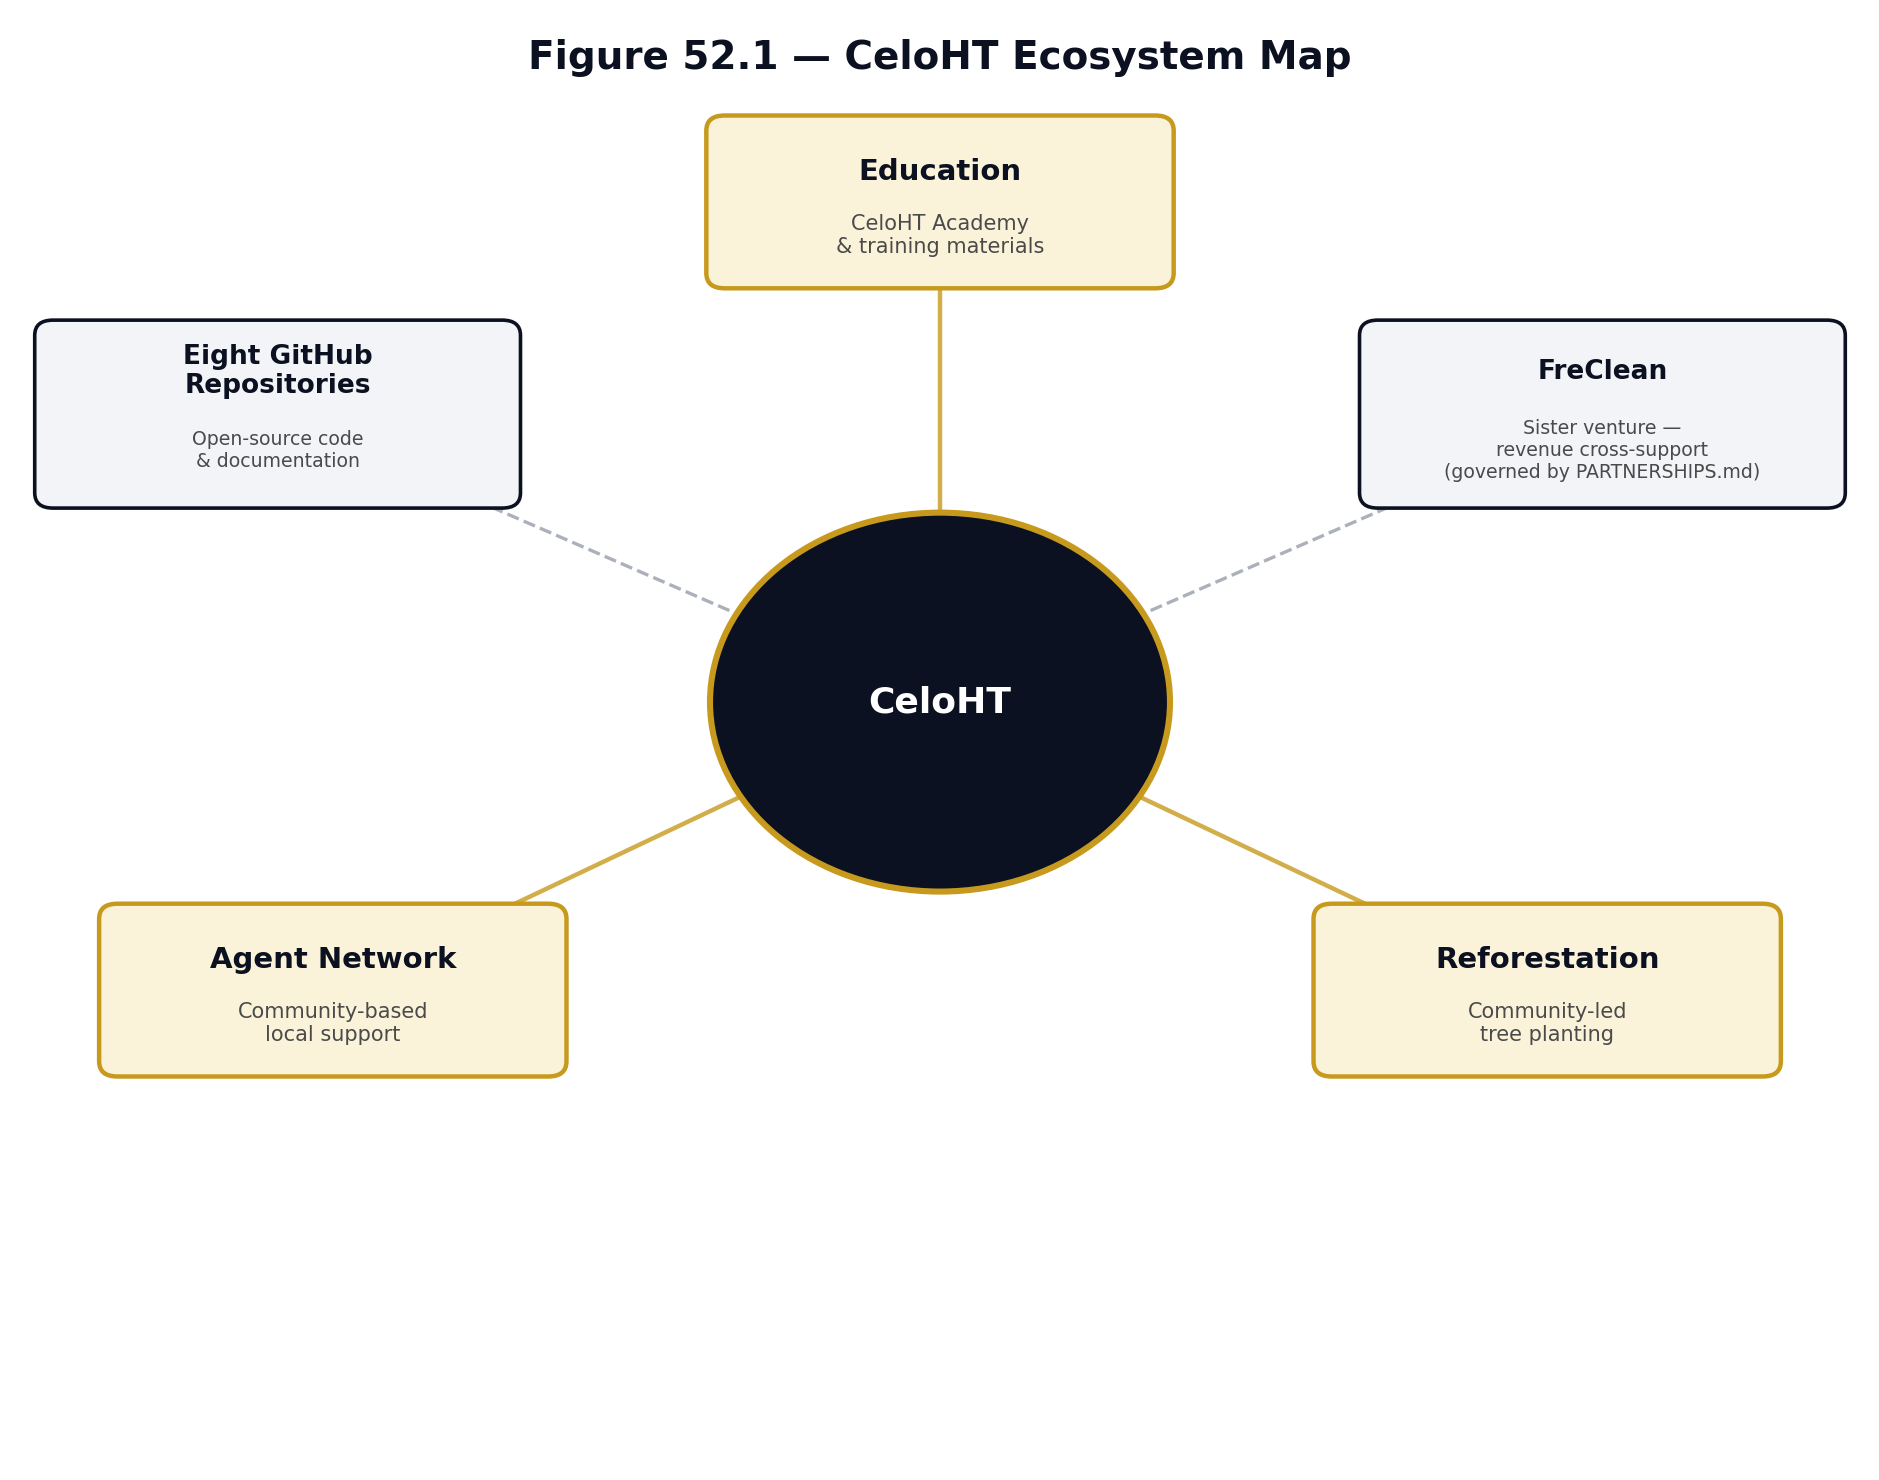 Figure 52.1 — CeloHT Ecosystem Map
Education
CeloHT Academy
& training materials
Eight GitHub
Repositories
Open-source code
& documentation
FreClean
Sister venture —
revenue cross-support
(governed by PARTNERSHIPS.md)
CeloHT
Agent Network
Community-based
local support
Reforestation
Community-led
tree planting